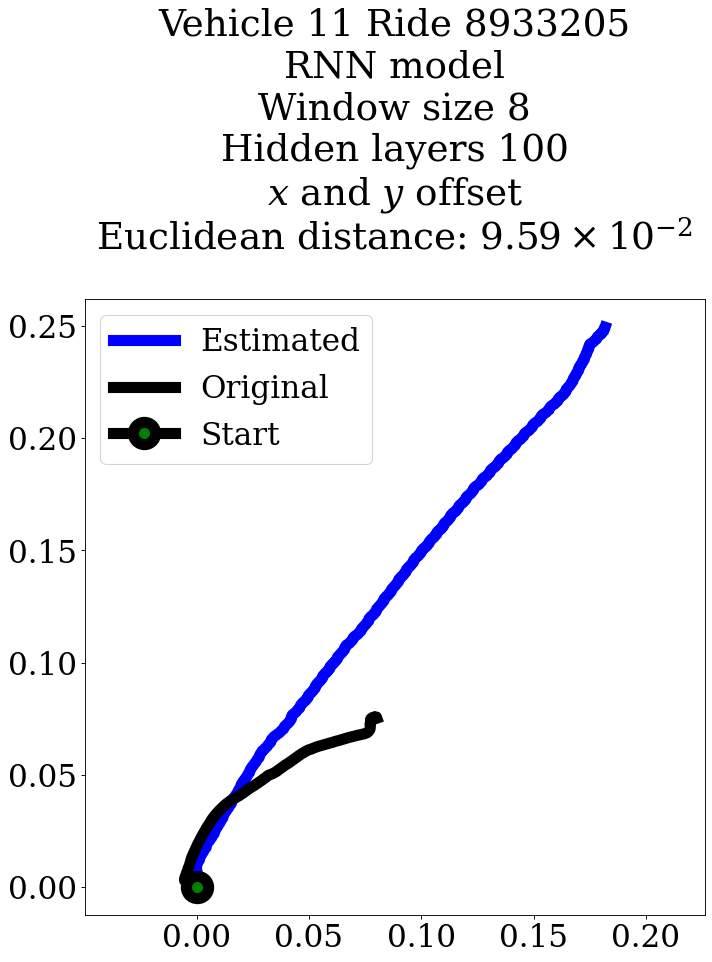 Vehicle 11 Ride 8933205
RNN model
Window size 8
Hidden layers 100
x and y offset
Euclidean distance: 9.59 × 10⁻²
Estimated
Original
Start
0.25
0.20
0.15
0.10
0.05
0.00
0.00 0.05 0.10 0.15 0.20